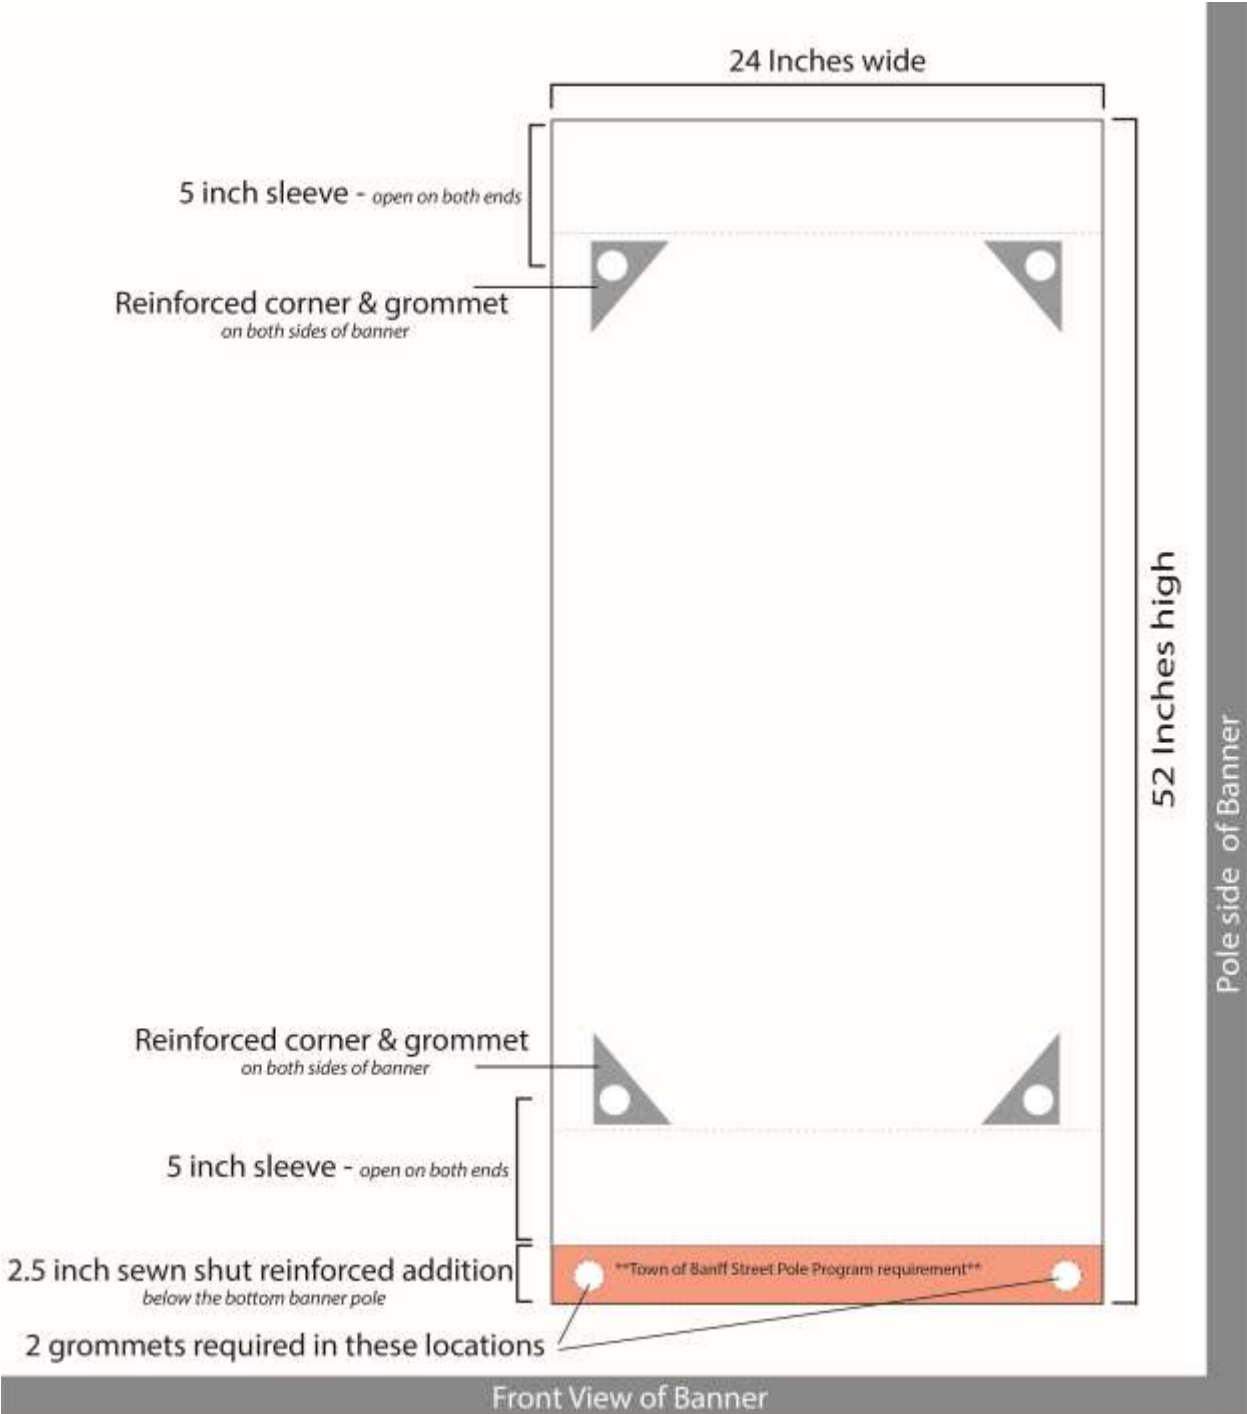 24 Inches wide
5 inch sleeve - open on both ends
Reinforced corner & grommet
on both sides of banner
52 Inches high
Pole side of Banner
Reinforced corner & grommet
on both sides of banner
5 inch sleeve - open on both ends
2.5 inch sewn shut reinforced addition
below the bottom banner pole
**Town of Banff Street Pole Program requirement**
2 grommets required in these locations
Front View of Banner